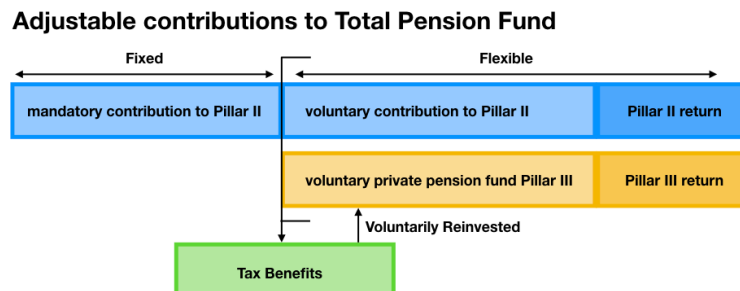 Adjustable contributions to Total Pension Fund
Fixed
Flexible
mandatory contribution to Pillar II
voluntary contribution to Pillar II
Pillar II return
voluntary private pension fund Pillar III
Pillar III return
Voluntarily Reinvested
Tax Benefits